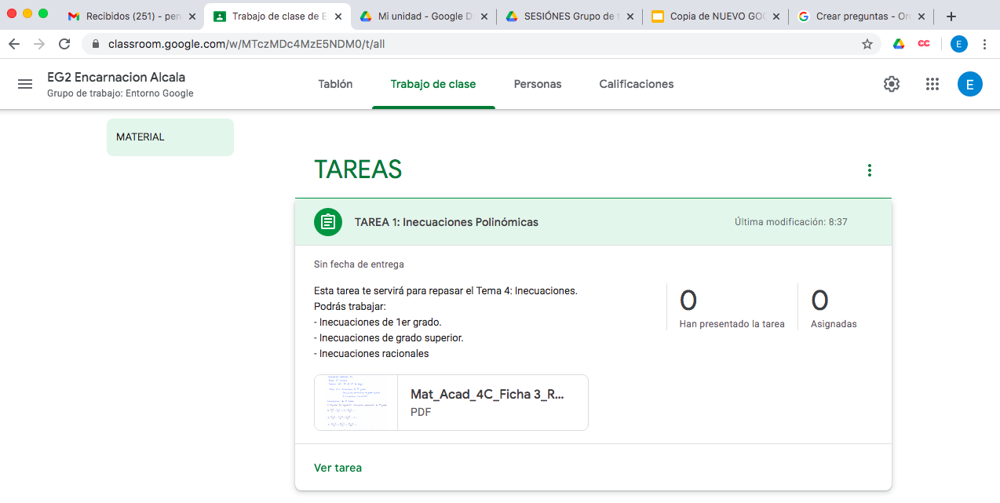 Recibidos (251) - pen
Trabajo de clase de E
Mi unidad - Google D
SESIÓNES Grupo de t
Copia de NUEVO GOO
Crear preguntas - Ord
classroom.google.com/w/MTczMDc4MzE5NDM0/t/all
CC
E
EG2 Encarnacion Alcala
Grupo de trabajo: Entorno Google
Tablón
Trabajo de clase
Personas
Calificaciones
E
MATERIAL
TAREAS
TAREA 1: Inecuaciones Polinómicas
Última modificación: 8:37
Sin fecha de entrega
Esta tarea te servirá para repasar el Tema 4: Inecuaciones.
Podrás trabajar:
- Inecuaciones de 1er grado.
- Inecuaciones de grado superior.
- Inecuaciones racionales
0
Han presentado la tarea
0
Asignadas
Mat_Acad_4C_Ficha 3_R...
PDF
Ver tarea